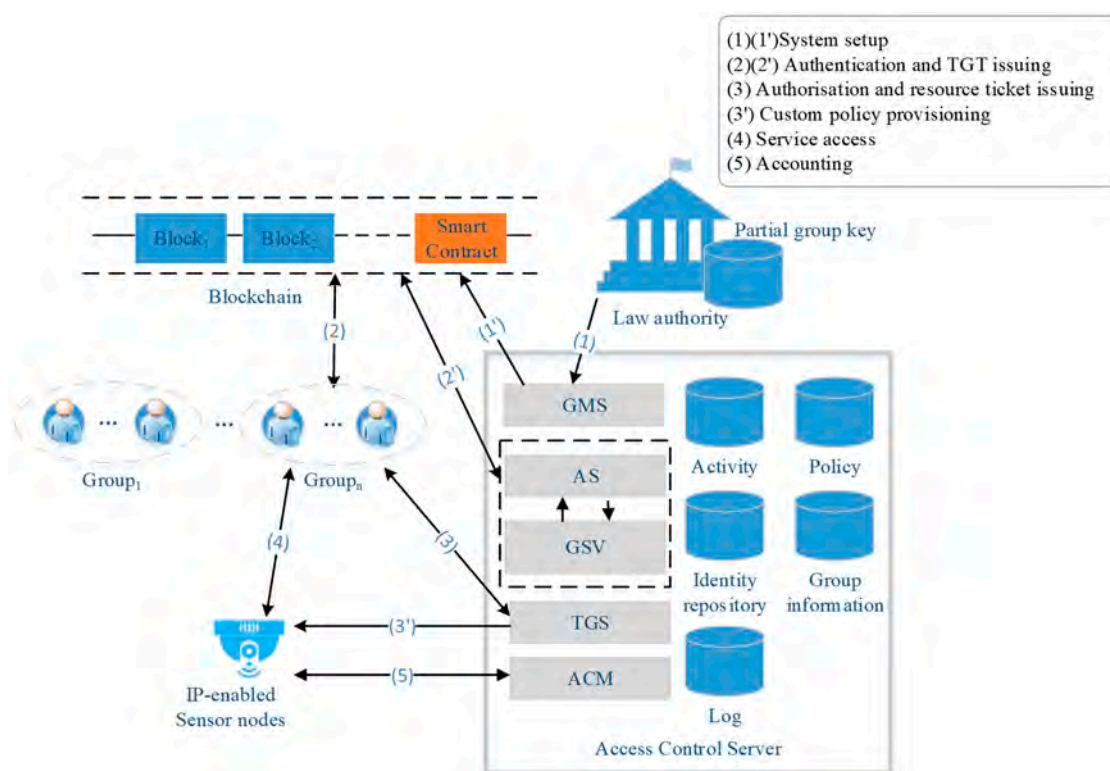 (1)(1')System setup
(2)(2') Authentication and TGT issuing
(3) Authorisation and resource ticket issuing
(3') Custom policy provisioning
(4) Service access
(5) Accounting
Partial group key
Law authority
Block1
Block2
Smart
Contract
Blockchain
(2)
(1')
(1)
(2')
GMS
AS
GSV
TGS
ACM
Activity
Policy
Identity
repository
Group
information
Log
Access Control Server
...
...
...
Group1
Groupn
(4)
(3)
(3')
(5)
IP-enabled
Sensor nodes